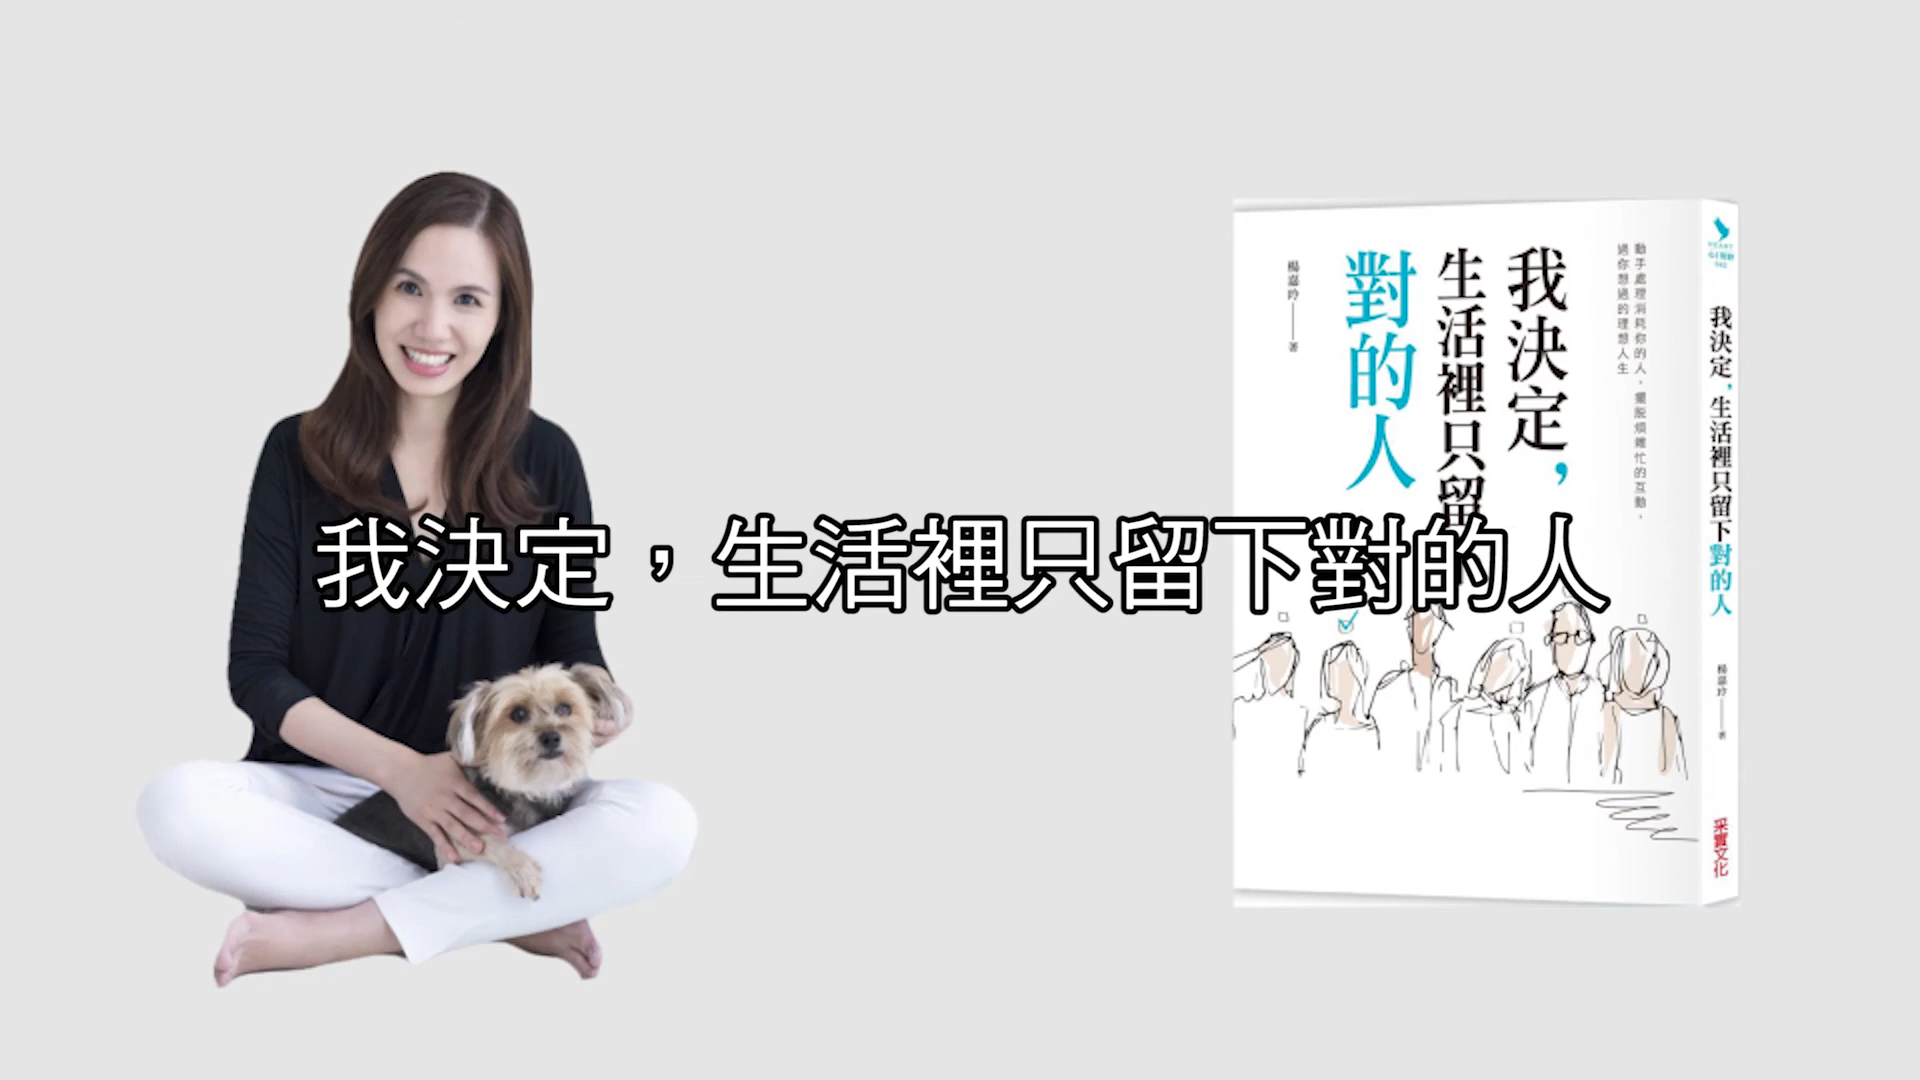 我決定，生活裡只留下對的人
動手處理消耗你的人，擺脫煩雜忙的互動，
過你想過的理想人生
我決定，
生活裡只留
對的人
楊嘉玲——著
HEART
我決定，生活裡只留下對的人
楊嘉玲——著
采實文化